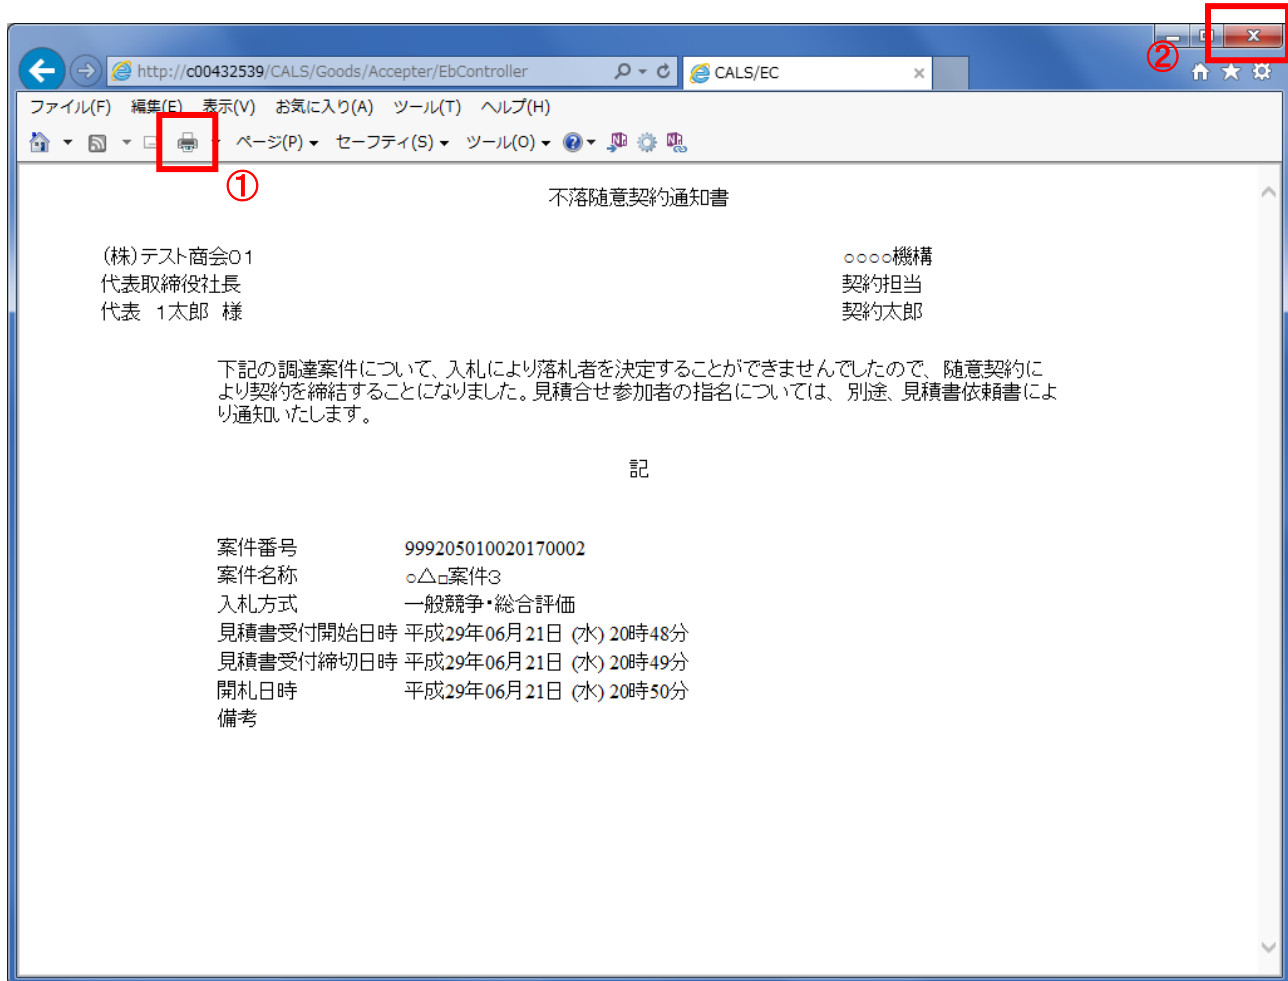 ②
http://c00432539/CALS/Goods/Accepter/EbController
CALS/EC
ファイル(F) 編集(E) 表示(V) お気に入り(A) ツール(T) ヘルプ(H)
ページ(P) セーフティ(S) ツール(O)
①
不落随意契約通知書
(株)テスト商会01 ○○○○機構
代表取締役社長 契約担当
代表 1太郎 様 契約太郎
下記の調達案件について、入札により落札者を決定することができませんでしたので、随意契約に
より契約を締結することになりました。見積合せ参加者の指名については、別途、見積書依頼書によ
り通知いたします。
記
案件番号 999205010020170002
案件名称 ○△□案件3
入札方式 一般競争・総合評価
見積書受付開始日時 平成29年06月21日 (水) 20時48分
見積書受付締切日時 平成29年06月21日 (水) 20時49分
開札日時 平成29年06月21日 (水) 20時50分
備考